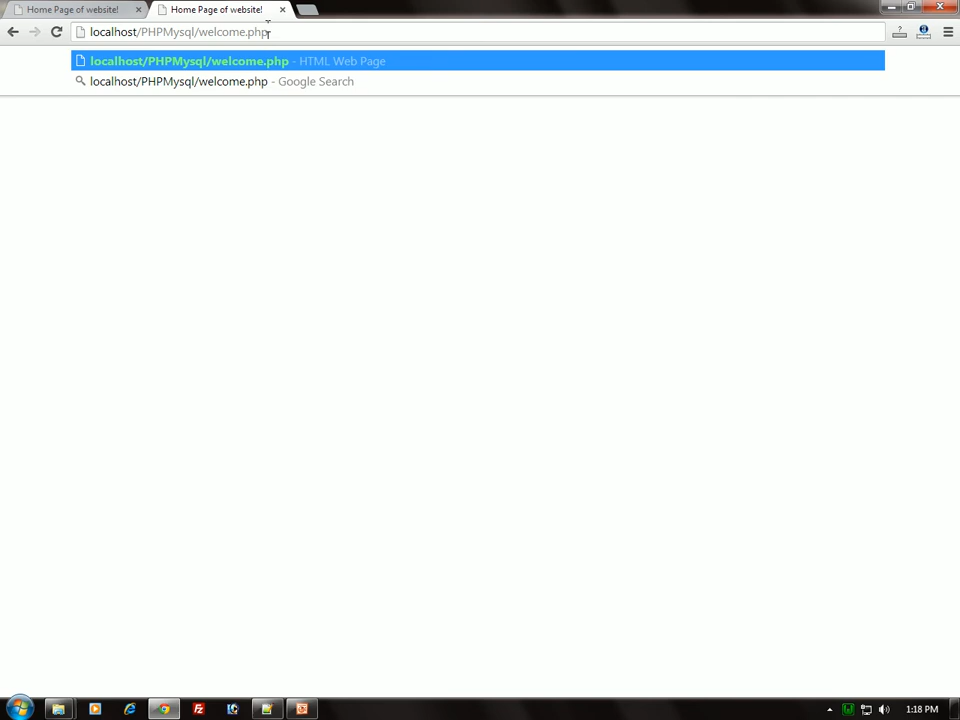 Home Page of website!
Home Page of website!
localhost/PHPMysql/welcome.php
localhost/PHPMysql/welcome.php - HTML Web Page
localhost/PHPMysql/welcome.php - Google Search
1:18 PM